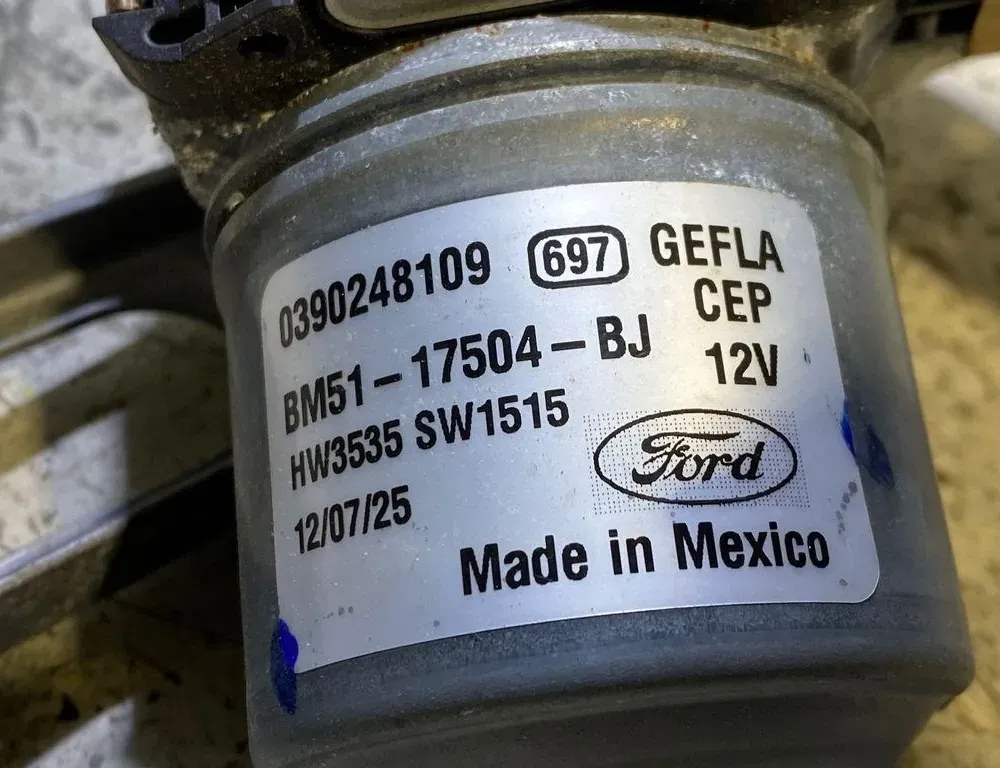 0390248109 697 GEFLA
CEP
BM51-17504-BJ 12V
HW3535 SW1515
Ford
12/07/25
Made in Mexico